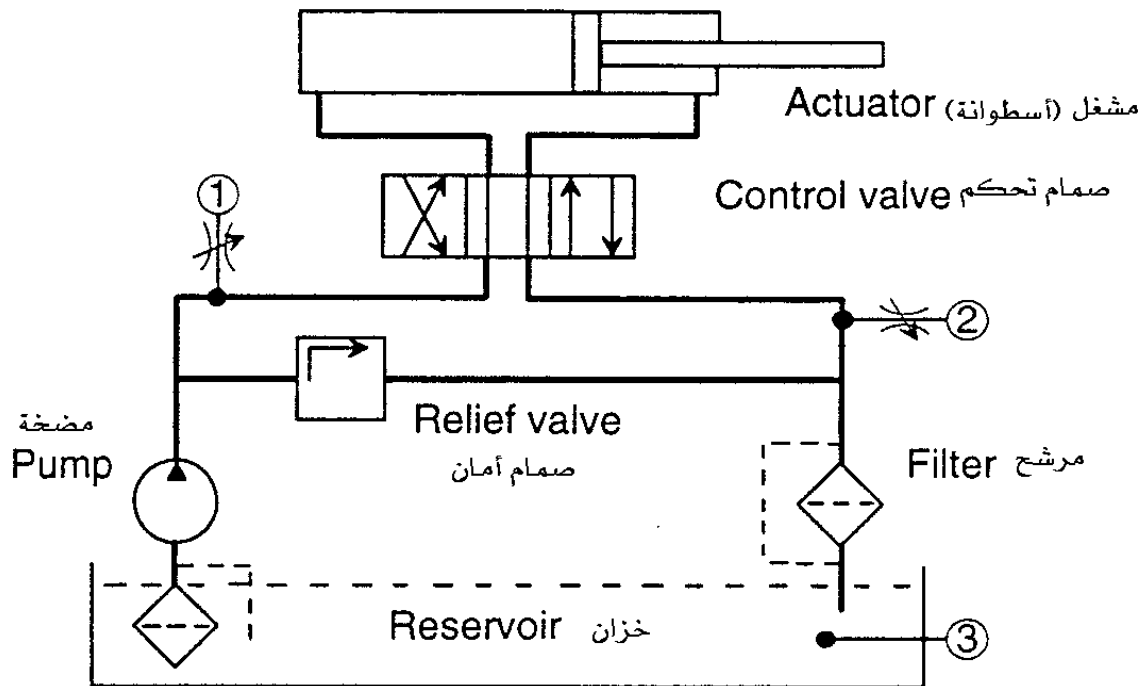 Actuator مشغل (أسطوانة)
Control valve صمام تحكم
1
2
Relief valve
صمام أمان
مضخة
Pump
Filter مرشح
Reservoir خزان
3